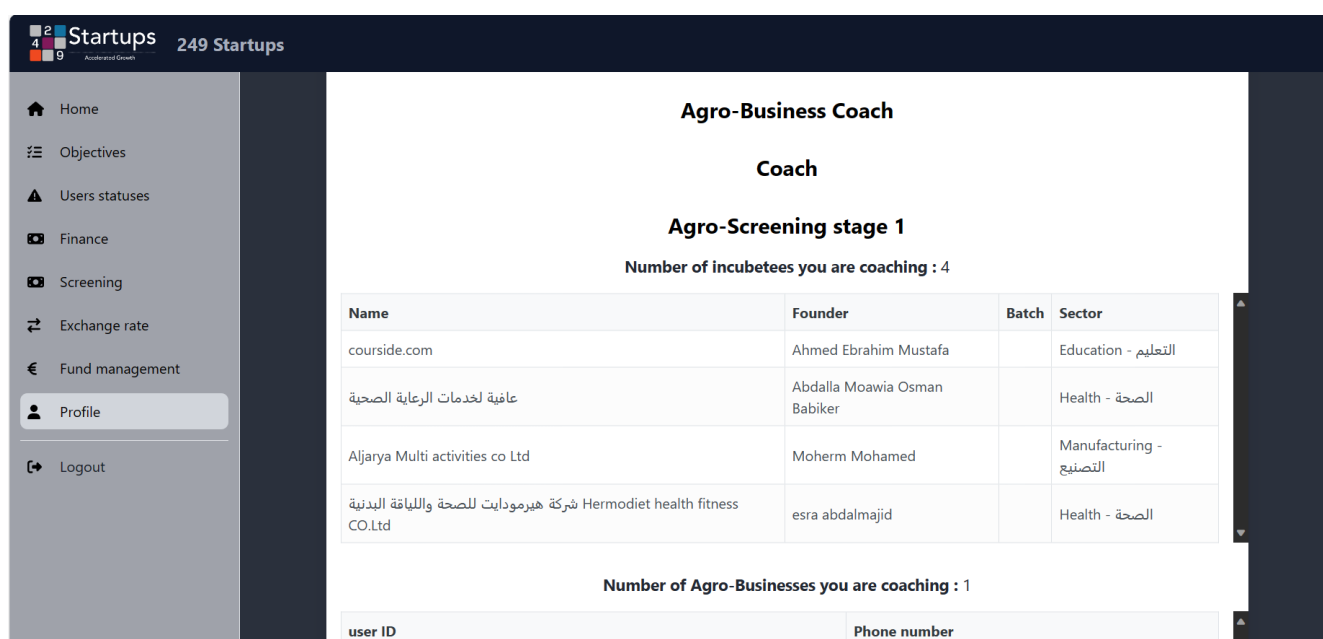 2 Startups
4
9 Accelerated Growth
249 Startups
Home
Objectives
Users statuses
Finance
Screening
Exchange rate
Fund management
Profile
Logout
Agro-Business Coach
Coach
Agro-Screening stage 1
Number of incubetees you are coaching : 4
Name Founder Batch Sector
courside.com Ahmed Ebrahim Mustafa Education - التعليم
عافية لخدمات الرعاية الصحية Abdalla Moawia Osman
Babiker Health - الصحة
Aljarya Multi activities co Ltd Moherm Mohamed Manufacturing -
التصنيع
شركة هيرمودايت للصحة واللياقة البدنية Hermodiet health fitness
CO.Ltd esra abdalmajid Health - الصحة
Number of Agro-Businesses you are coaching : 1
user ID Phone number